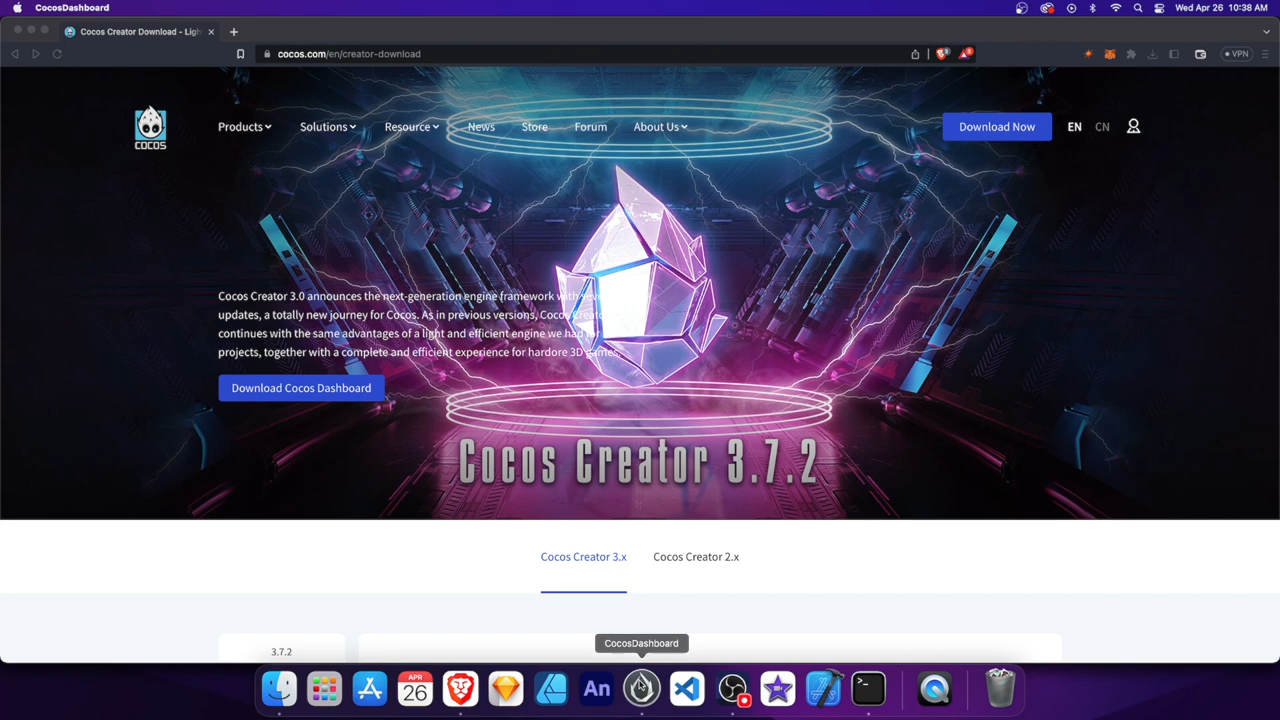 CocosDashboard
Wed Apr 26 10:38 AM
Cocos Creator Download - Ligh
cocos.com/en/creator-download
VPN
COCOS
Products
Solutions
Resource
News
Store
Forum
About Us
Download Now
EN
CN
Cocos Creator 3.0 announces the next-generation engine framework with
updates, a totally new journey for Cocos. As in previous versions, Cocos Creator
continues with the same advantages of a light and efficient engine we had for
projects, together with a complete and efficient experience for hardore 3D games.
Download Cocos Dashboard
Cocos Creator 3.7.2
Cocos Creator 3.x
Cocos Creator 2.x
3.7.2
CocosDashboard
APR
26
An
>_